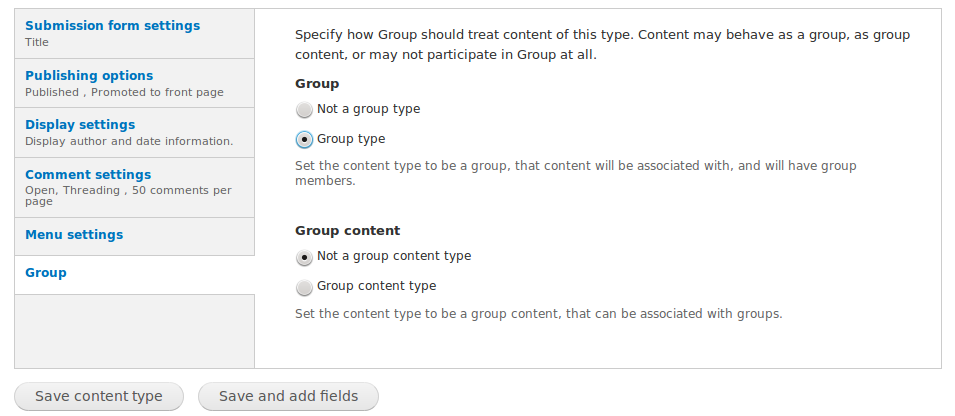 Submission form settings
Title
Publishing options
Published , Promoted to front page
Display settings
Display author and date information.
Comment settings
Open, Threading , 50 comments per
page
Menu settings
Group
Specify how Group should treat content of this type. Content may behave as a group, as group
content, or may not participate in Group at all.
Group
Not a group type
Group type
Set the content type to be a group, that content will be associated with, and will have group
members.
Group content
Not a group content type
Group content type
Set the content type to be a group content, that can be associated with groups.
Save content type
Save and add fields